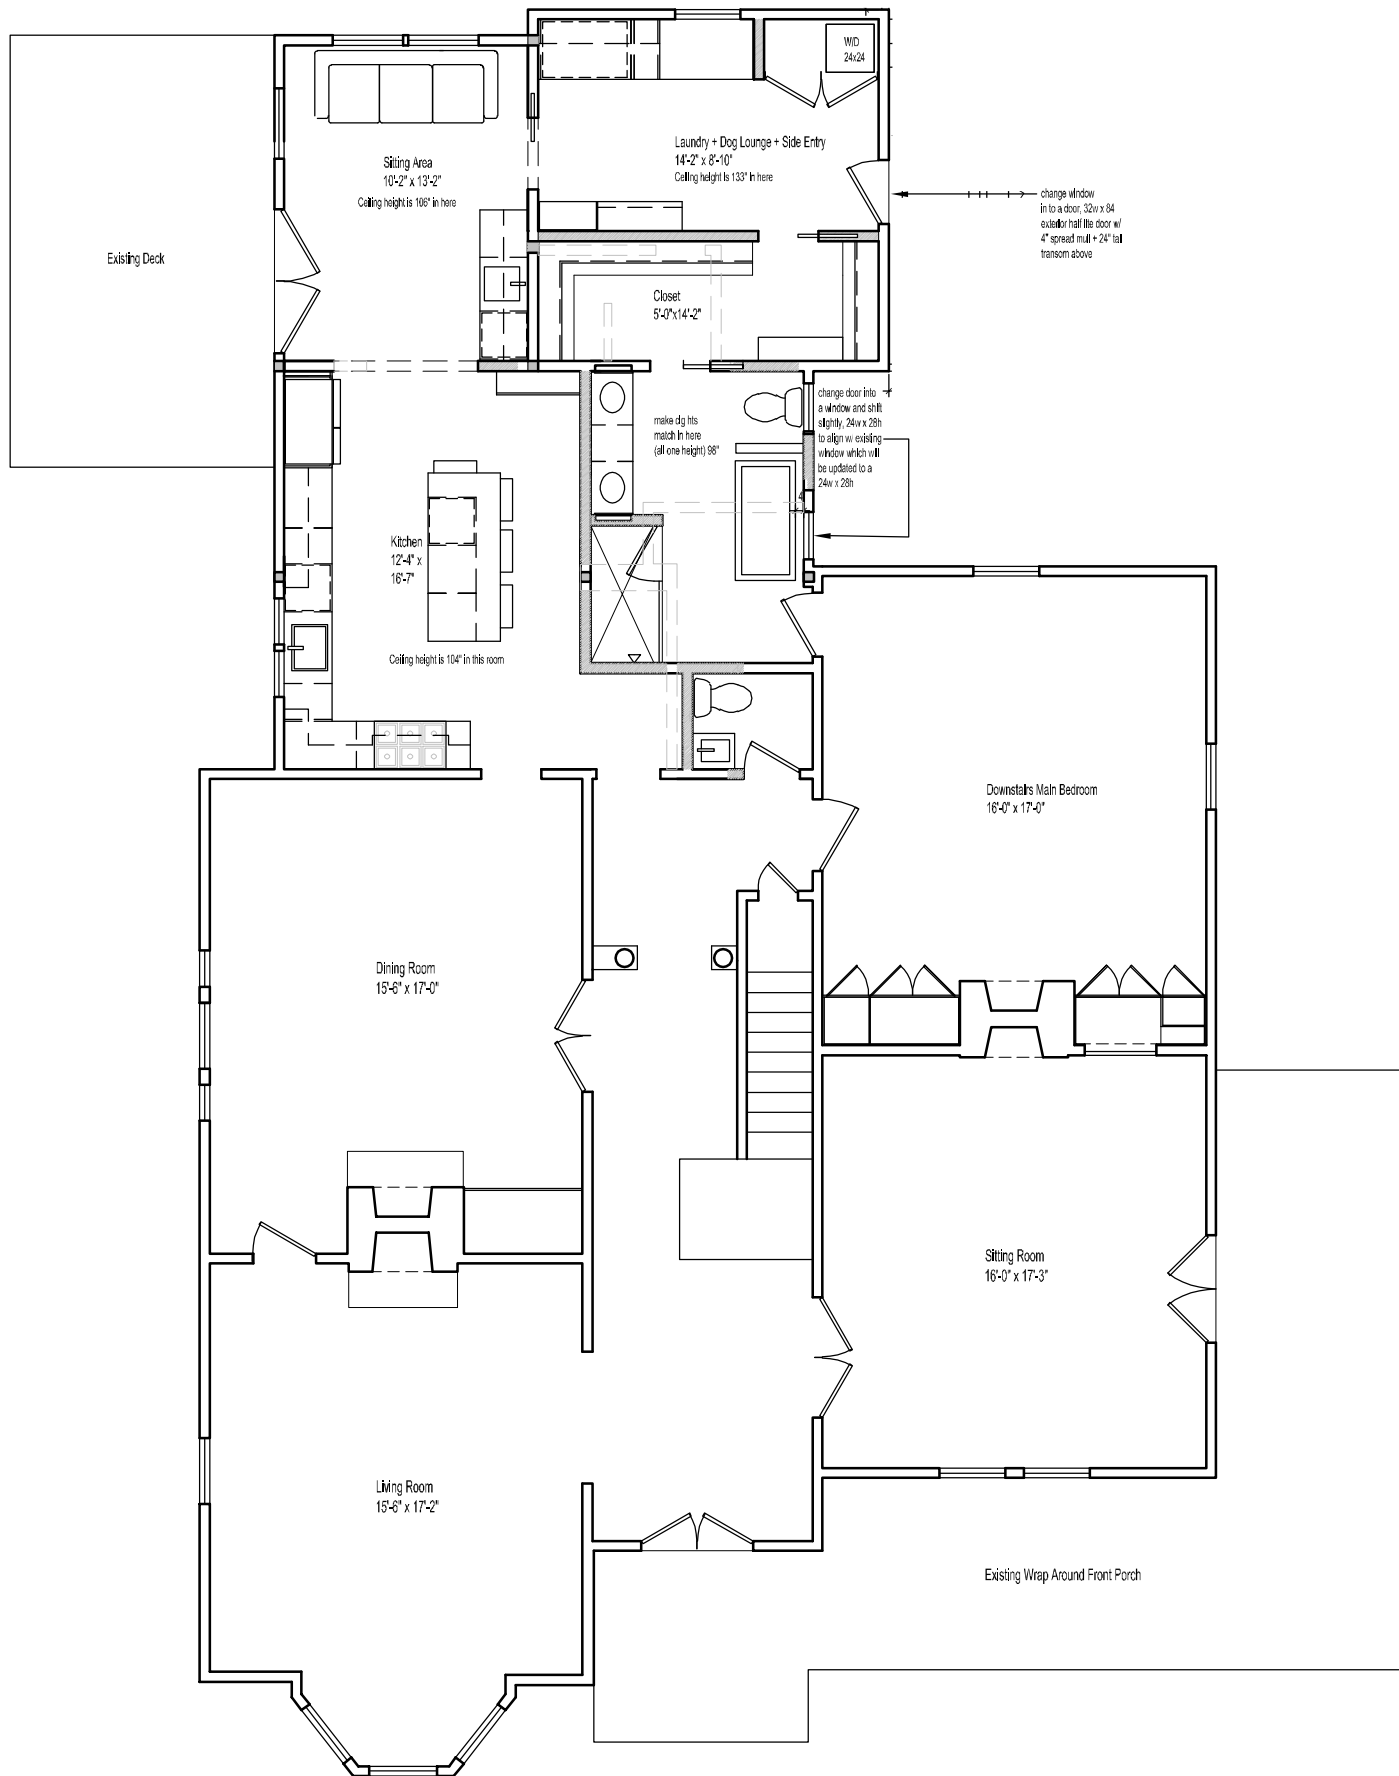 W/D
24x24
Laundry + Dog Lounge + Side Entry
14'-2" x 8'-10"
Ceiling height is 133" in here
Sitting Area
10'-2" x 13'-2"
Ceiling height is 106" in here
change window
in to a door, 32w x 84
exterior half lite door w/
4" spread mull + 24" tall
transom above
Existing Deck
Closet
5'-0"x14'-2"
change door into
a window and shift
slightly, 24w x 28h
to align w/ existing
window which will
be updated to a
24w x 28h
make clg hts
match in here
(all one height) 98"
4
Kitchen
12'-4" x
16'-7"
Ceiling height is 104" in this room
Downstairs Main Bedroom
16'-0" x 17'-0"
Dining Room
15'-6" x 17'-0"
Sitting Room
16'-0" x 17'-3"
Living Room
15'-6" x 17'-2"
Existing Wrap Around Front Porch